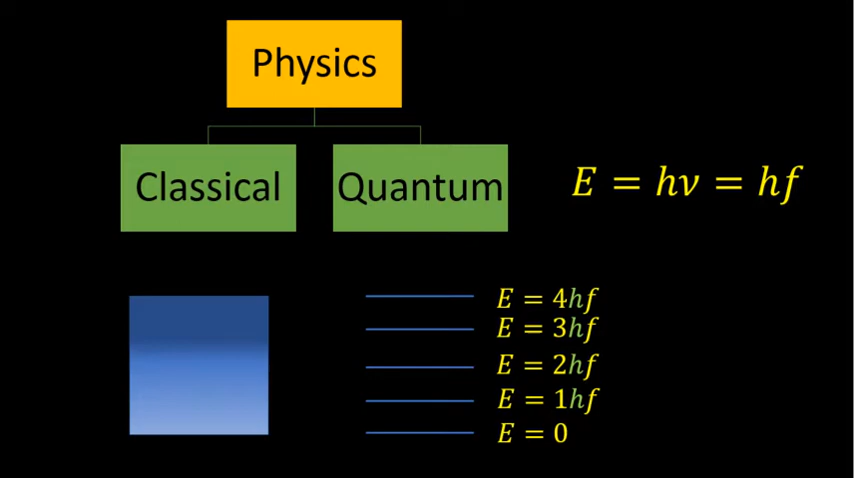 Physics
Classical
Quantum
E = hν = hf
E = 4hf
E = 3hf
E = 2hf
E = 1hf
E = 0